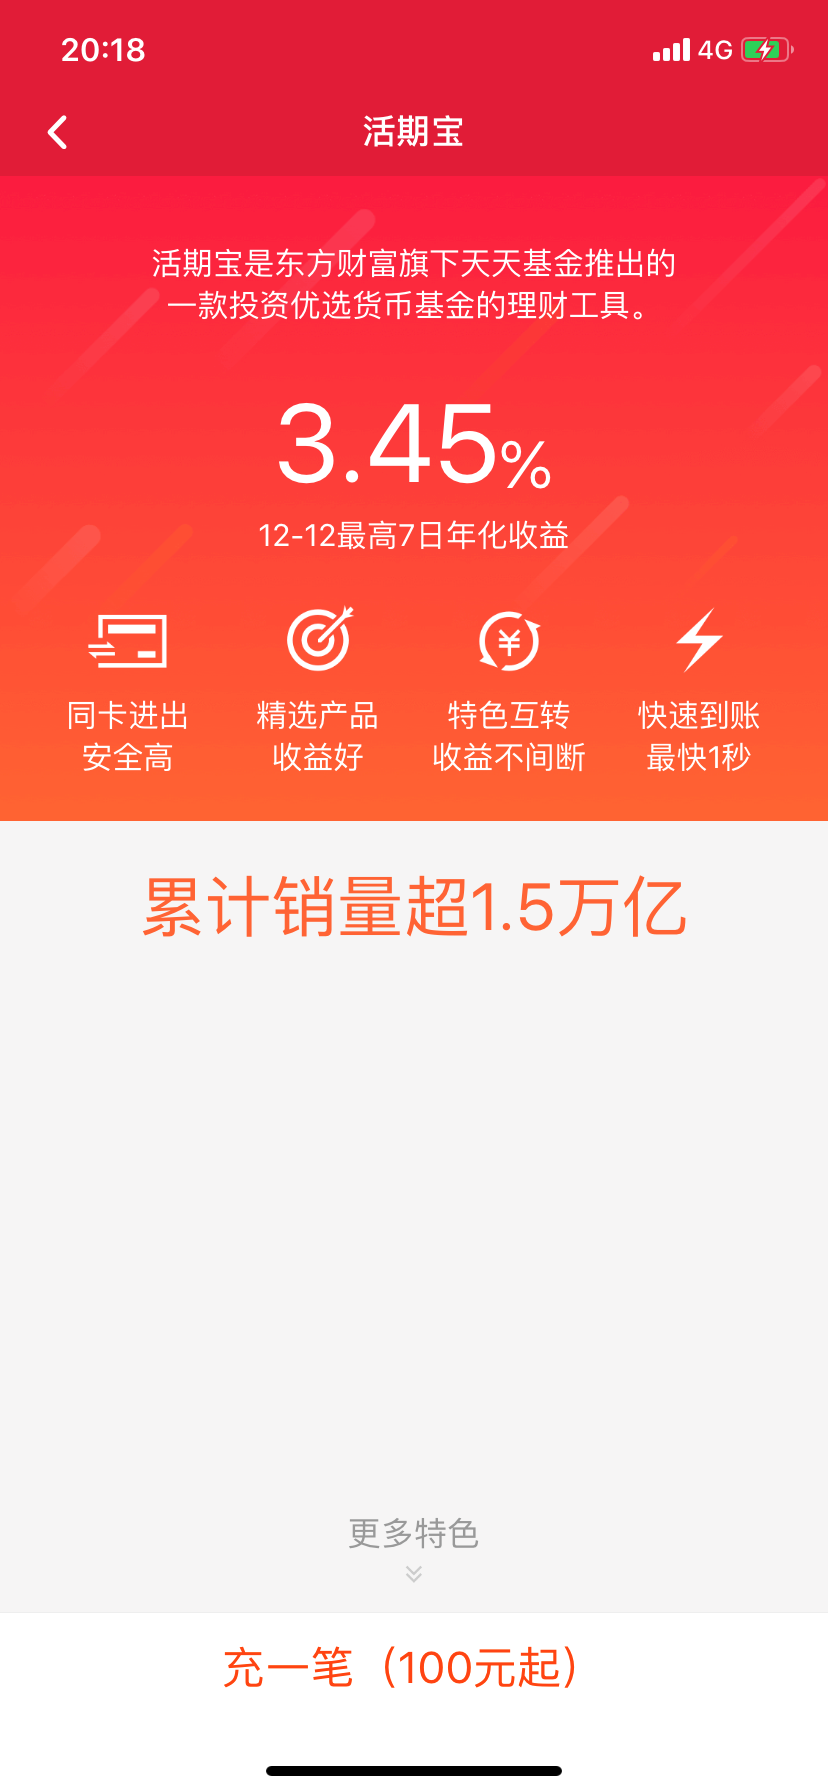 20:18
4G
活期宝
活期宝是东方财富旗下天天基金推出的
一款投资优选货币基金的理财工具。
3.45%
12-12最高7日年化收益
¥
同卡进出
安全高
精选产品
收益好
特色互转
收益不间断
快速到账
最快1秒
累计销量超1.5万亿
更多特色
充一笔（100元起）